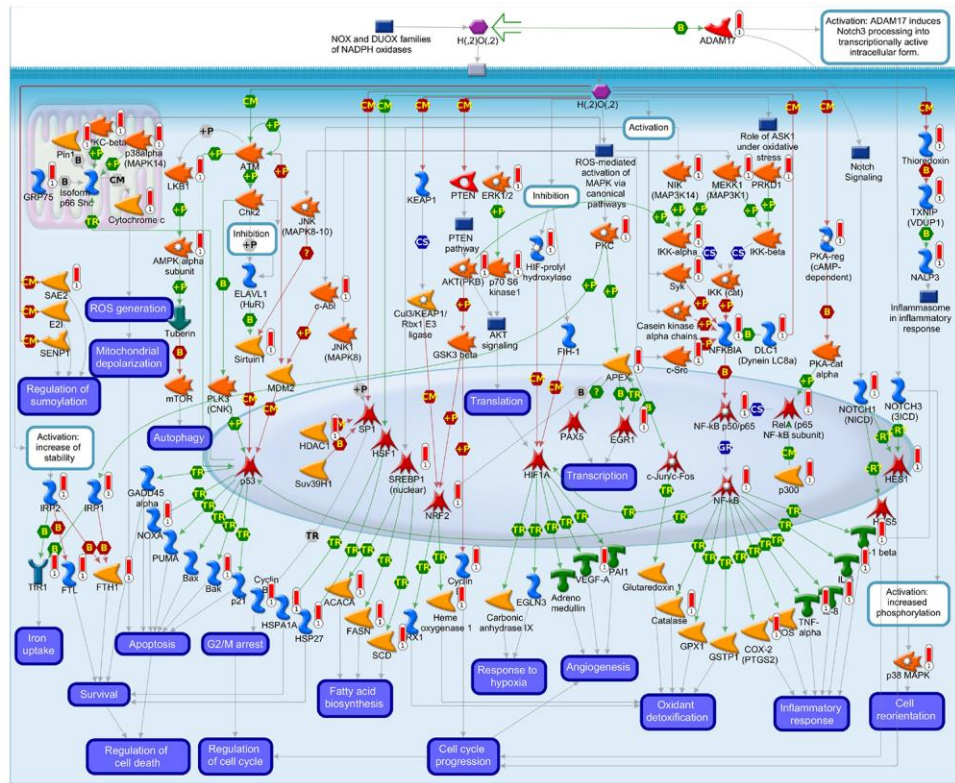 NOX and DUOX families
of NADPH oxidases
H(,2)O(,2)
B
ADAM17
Activation: ADAM17 induces
Notch3 processing into
transcriptionally active
intracellular form.
H(,2)O(,2)
Activation
Role of ASK1
under oxidative
stress
Notch
Signaling
Thioredoxin
TXNIP
(VDUP1)
NALP3
Inflammasome
in inflammatory
response
Pin1
PKC-beta
p38alpha
(MAPK14)
GRP75
Isoform
p66 Shc
Cytochrome c
LKB1
ATM
Chk2
Inhibition
+P
ELAVL1
(HuR)
Sirtuin1
AMPK alpha
subunit
Tuberin
mTOR
JNK
(MAPK8-10)
c-Abl
JNK1
(MAPK8)
KEAP1
PTEN
ERK1/2
PTEN
pathway
Inhibition
ROS-mediated
activation of
MAPK via
canonical
pathways
NIK
(MAP3K14)
MEKK1
(MAP3K1)
PRKD1
IKK-alpha
IKK-beta
PKC
HIF-prolyl
hydroxylase
AKT(PKB)
p70 S6
kinase1
Cul3/KEAP1/
Rbx1 E3
ligase
GSK3 beta
AKT
signaling
FIH-1
Syk
IKK (cat)
Casein kinase
alpha chains
NFKBIA
DLC1
(Dynein LC8a)
c-Src
PKA-reg
(cAMP-
dependent)
PKA-cat
alpha
SAE2
E2I
SENP1
ROS generation
Mitochondrial
depolarization
Regulation of
sumoylation
PLK3
(CNK)
MDM2
Autophagy
APEX
Translation
Transcription
HDAC1
SP1
Suv39H1
HSF1
SREBP1
(nuclear)
NRF2
HIF1A
PAX5
EGR1
c-Jun/c-Fos
NF-kB p50/p65
RelA (p65
NF-kB subunit)
NF-kB
p300
NOTCH1
(NICD)
NOTCH3
(3ICD)
HES1
HES5
Activation:
increase of
stability
IRP2
IRP1
TfR1
FTL
FTH1
Iron
uptake
GADD45
alpha
p53
NOXA
PUMA
Bax
Bak
p21
HSPA1A
HSP27
ACACA
FASN
SCD
Heme
oxygenase 1
EGLN3
Carbonic
anhydrase IX
Adreno
medullin
VEGF-A
PAI1
Glutaredoxin 1
Catalase
GPX1
GSTP1
COX-2
(PTGS2)
TNF-
alpha
Activation:
increased
phosphorylation
p38 MAPK
Apoptosis
G2/M arrest
Survival
Fatty acid
biosynthesis
Response to
hypoxia
Angiogenesis
Oxidant
detoxification
Inflammatory
response
Cell
reorientation
Regulation of
cell death
Regulation
of cell cycle
Cell cycle
progression